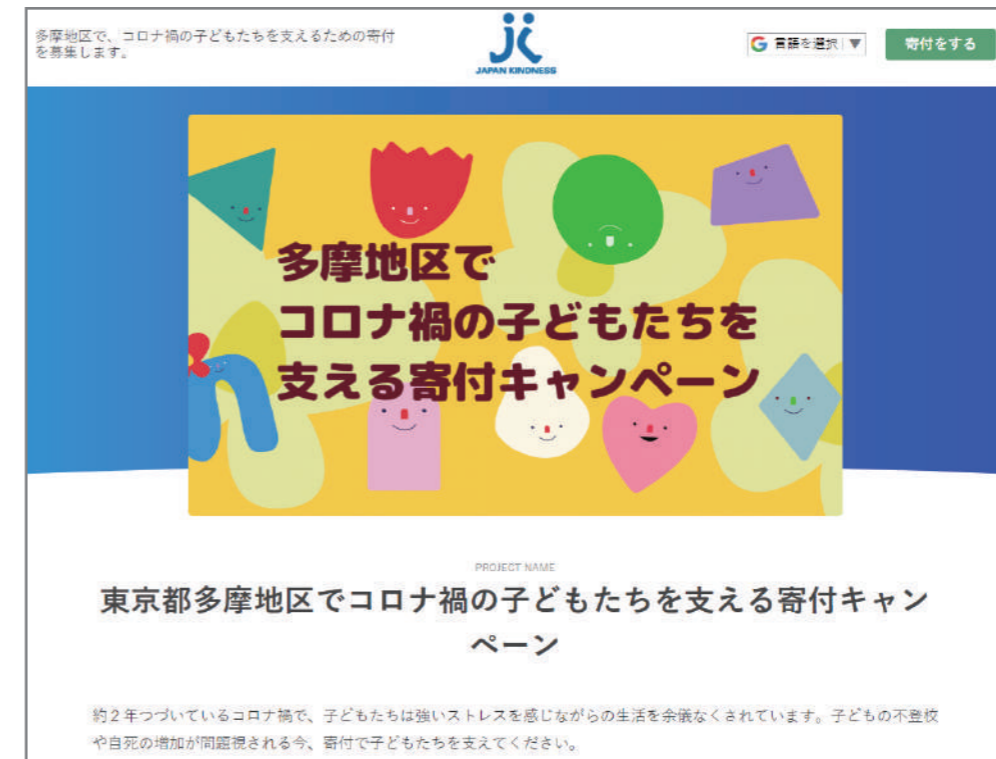 多摩地区で、コロナ禍の子どもたちを支えるための寄付
を募集します。
JAPAN KINDNESS
言語を選択 ▼
寄付をする
多摩地区で
コロナ禍の子どもたちを
支える寄付キャンペーン
PROJECT NAME
東京都多摩地区でコロナ禍の子どもたちを支える寄付キャン
ペーン
約2年つづいているコロナ禍で、子どもたちは強いストレスを感じながらの生活を余儀なくされています。子どもの不登校
や自死の増加が問題視される今、寄付で子どもたちを支えてください。